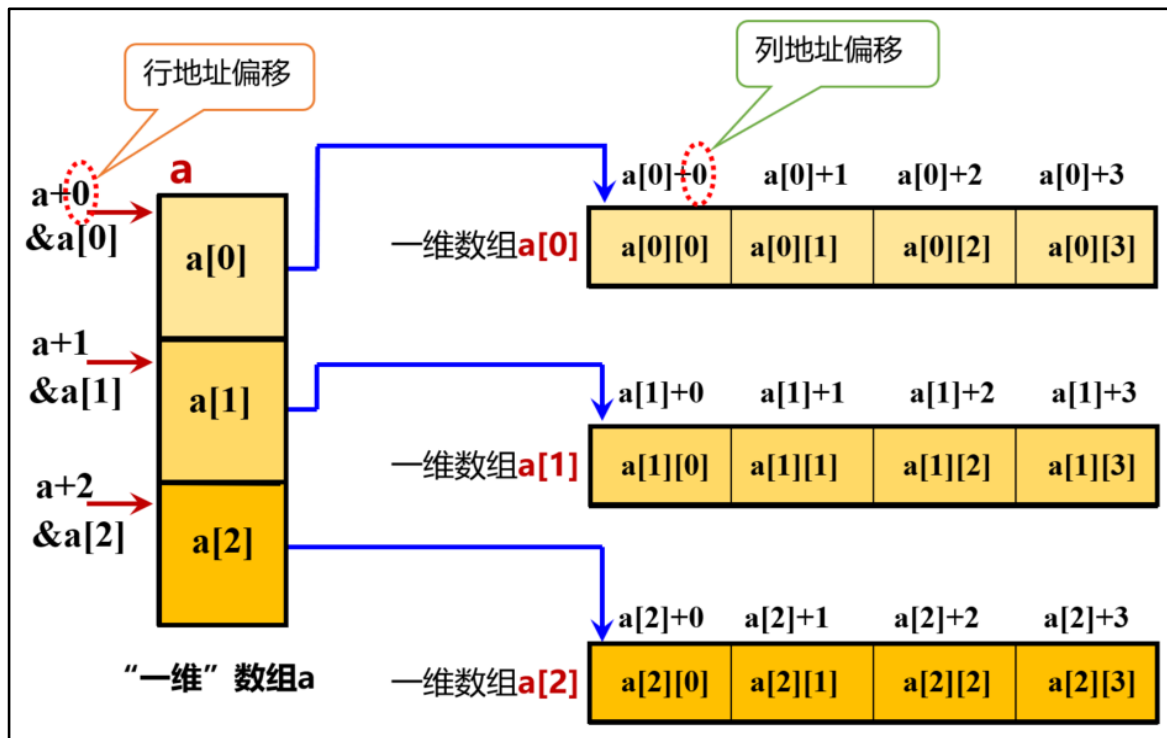 行地址偏移
列地址偏移
a
a+0
&a[0]
a[0]
a+1
&a[1]
a[1]
a+2
&a[2]
a[2]
“一维”数组a
a[0]+0 a[0]+1 a[0]+2 a[0]+3
一维数组a[0] a[0][0] a[0][1] a[0][2] a[0][3]
a[1]+0 a[1]+1 a[1]+2 a[1]+3
一维数组a[1] a[1][0] a[1][1] a[1][2] a[1][3]
a[2]+0 a[2]+1 a[2]+2 a[2]+3
一维数组a[2] a[2][0] a[2][1] a[2][2] a[2][3]